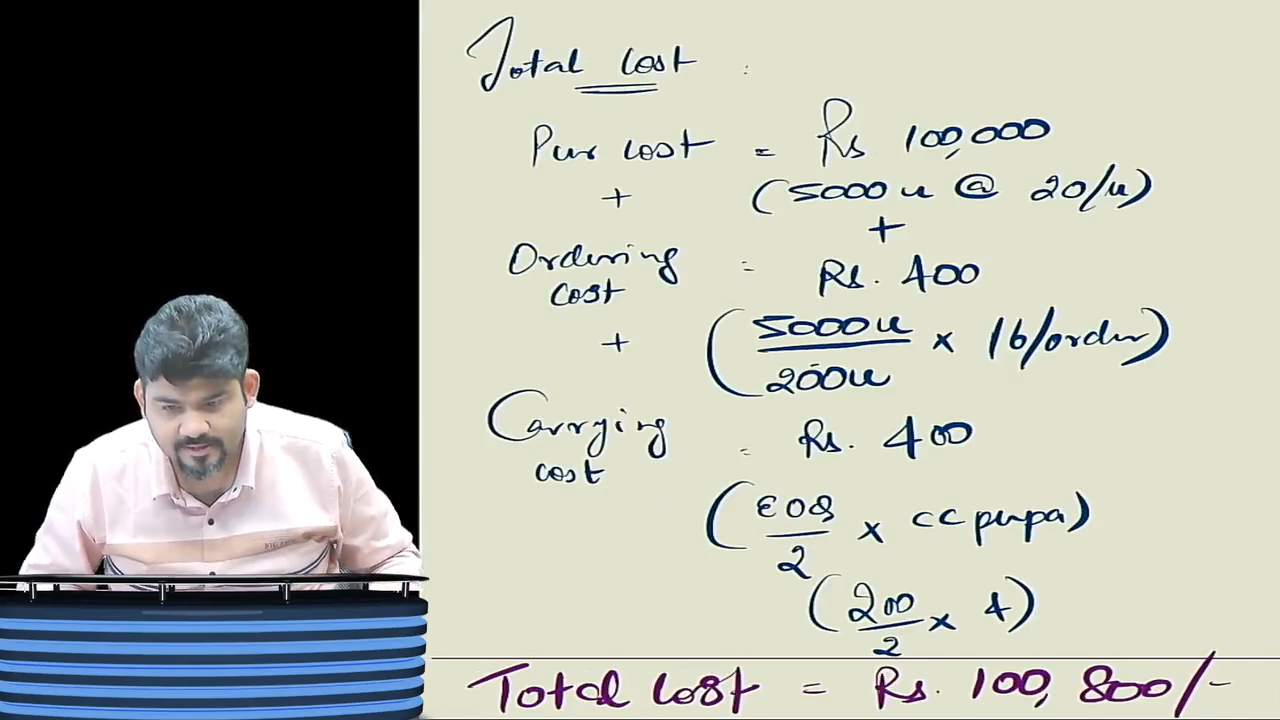 Total cost :
Pur cost = Rs 100,000
+ (5000 u @ 20/u)
+
Ordering cost = Rs. 400
+ (5000u / 200u × 16/order)
Carrying cost = Rs. 400
(EOQ / 2 × cc pupa)
(200 / 2 × 4)
Total cost = Rs. 100, 800/-